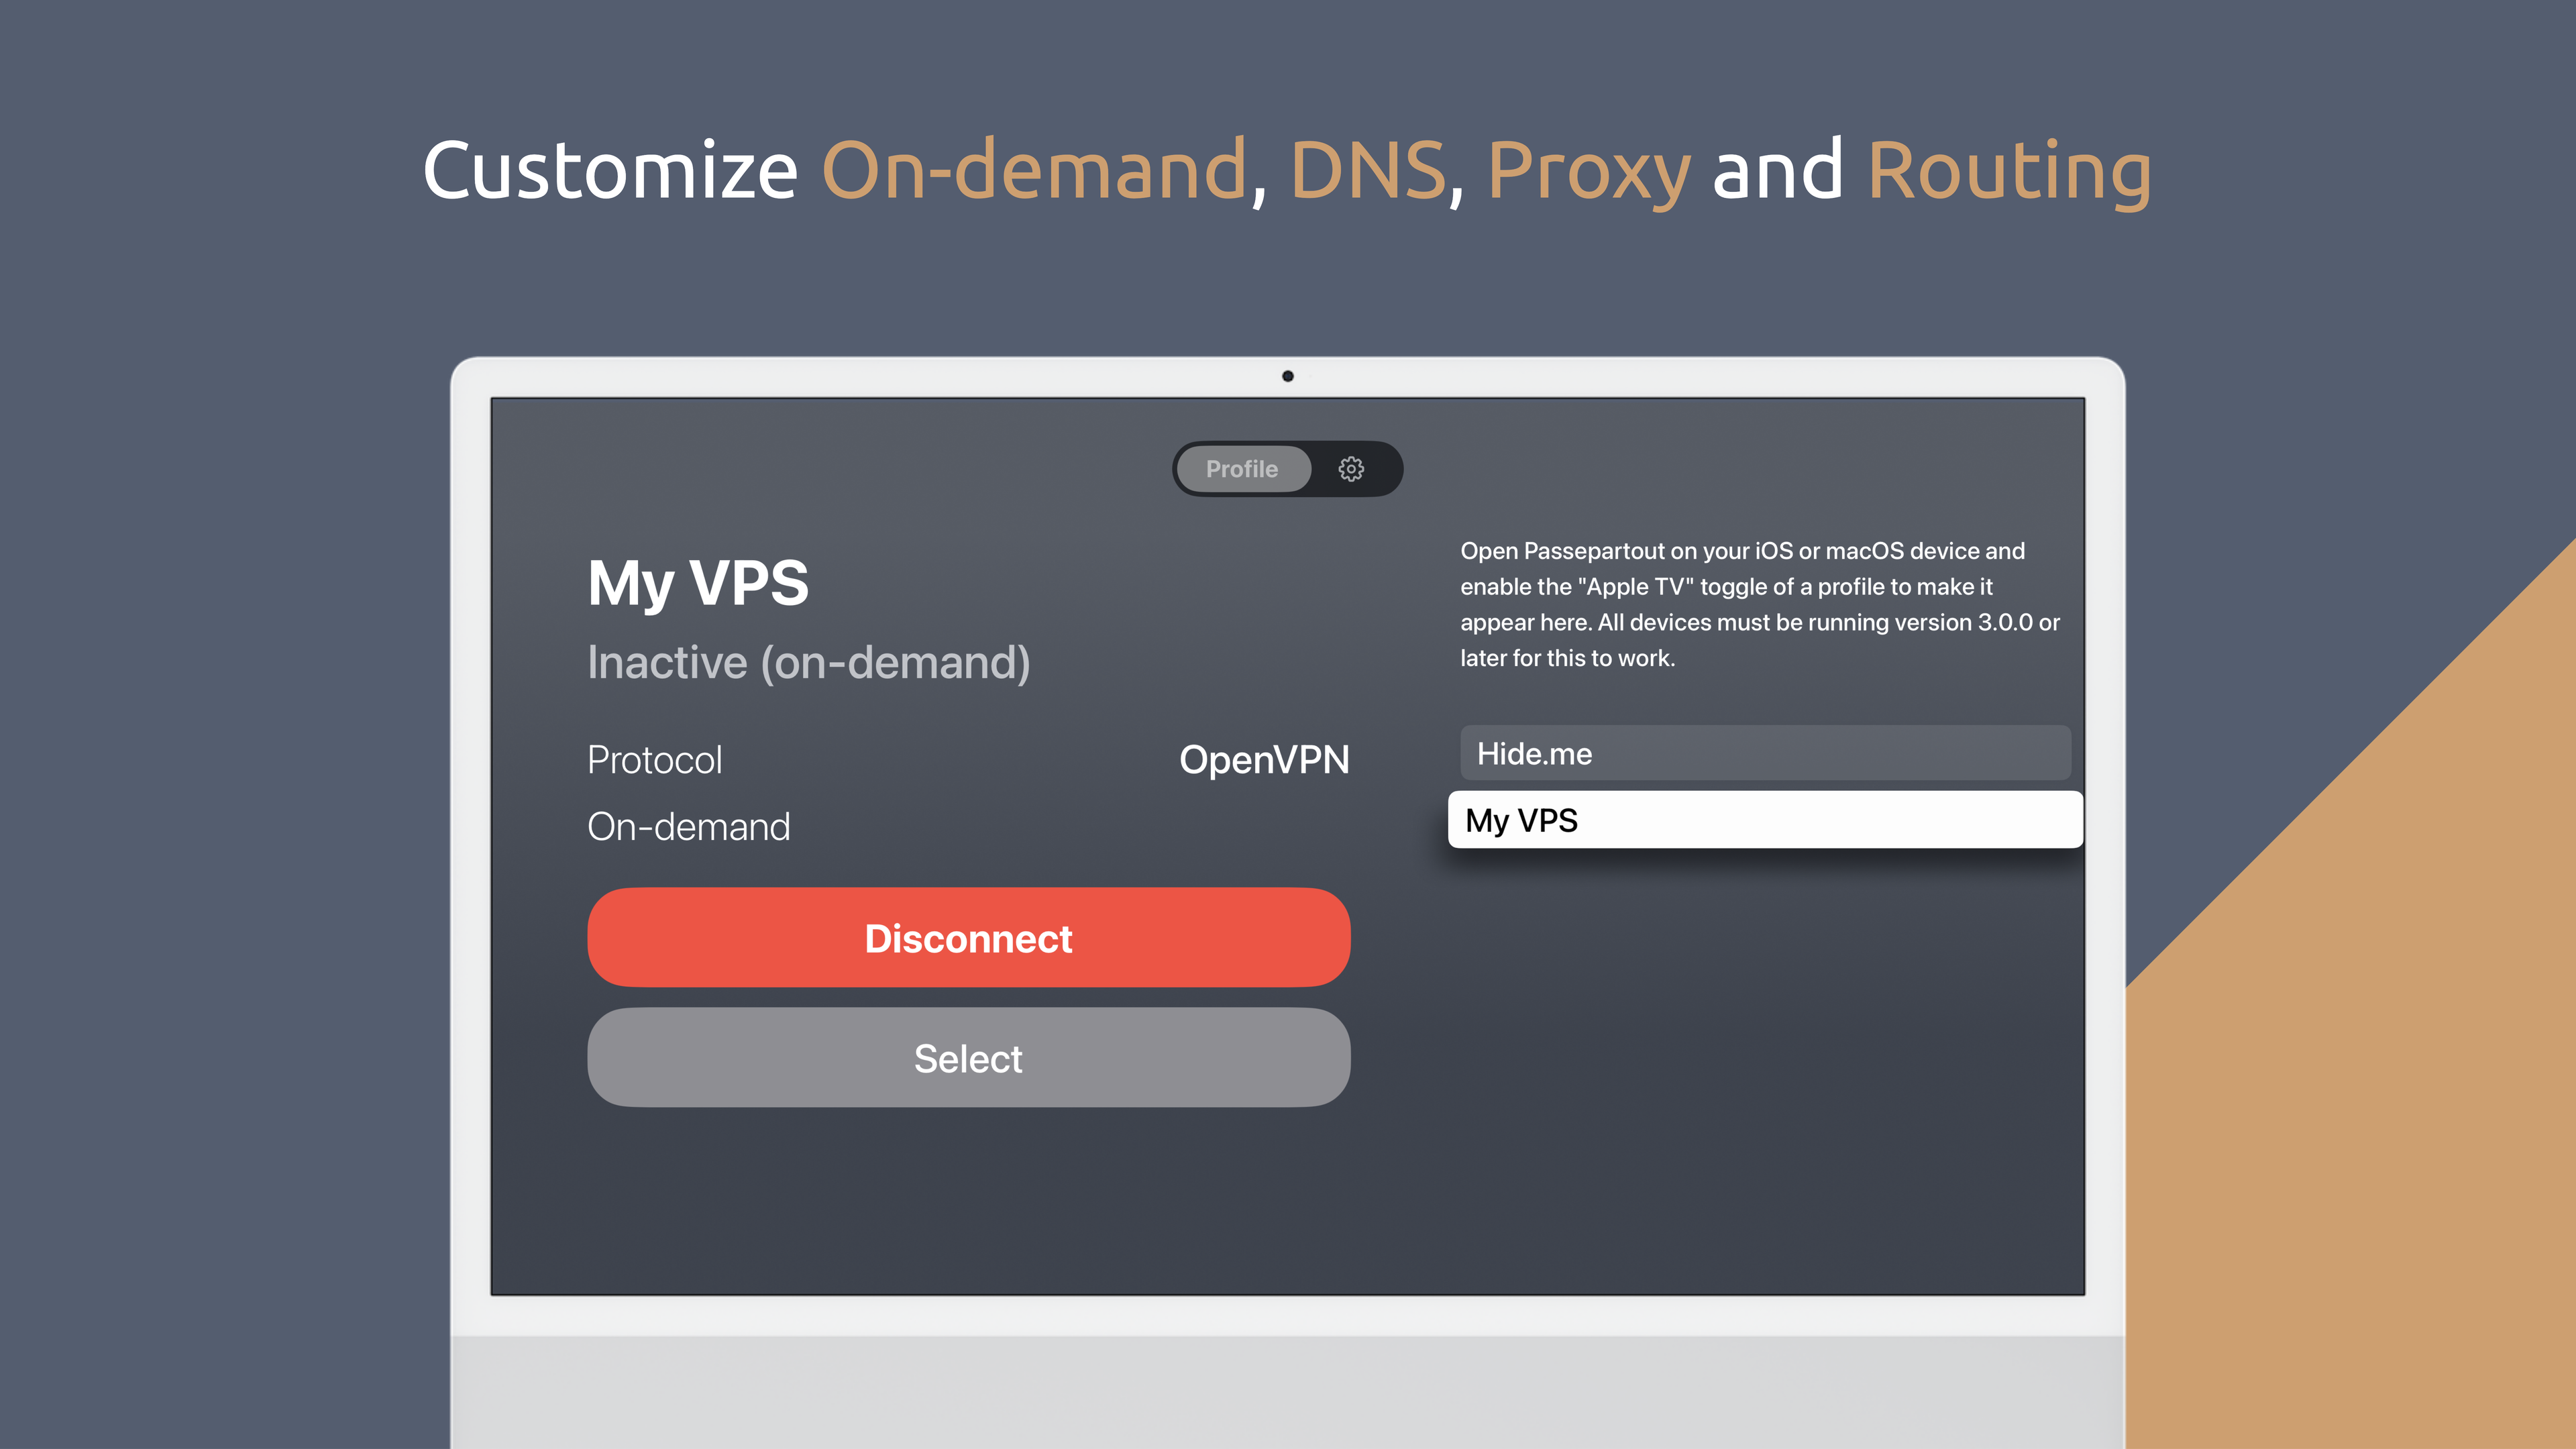 Customize On-demand, DNS, Proxy and Routing
Profile
My VPS
Inactive (on-demand)
Protocol
OpenVPN
On-demand
Disconnect
Select
Open Passepartout on your iOS or macOS device and
enable the "Apple TV" toggle of a profile to make it
appear here. All devices must be running version 3.0.0 or
later for this to work.
Hide.me
My VPS